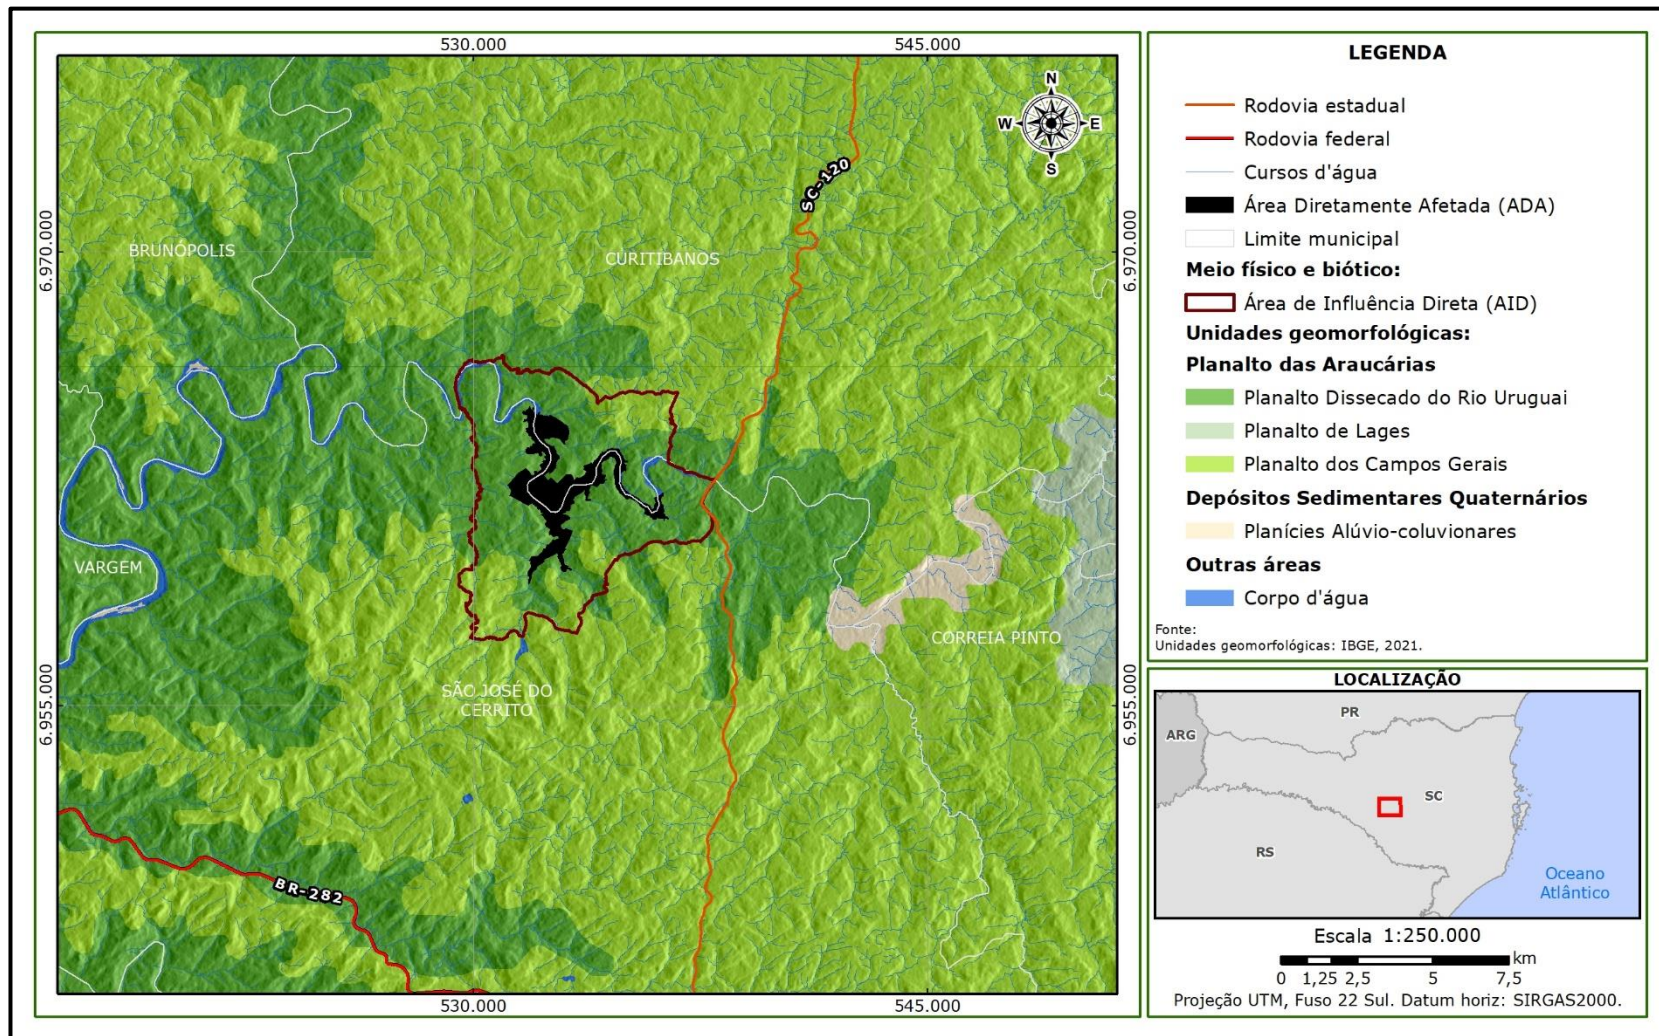 530.000
545.000
N
W
E
S
SC-120
6.970.000
6.970.000
BRUNÓPOLIS
CURITIBANOS
VARGEM
CORREIA PINTO
SÃO JOSÉ DO
CERRITO
6.955.000
6.955.000
BR-282
530.000
545.000
LEGENDA
Rodovia estadual
Rodovia federal
Cursos d'água
Área Diretamente Afetada (ADA)
Limite municipal
Meio físico e biótico:
Área de Influência Direta (AID)
Unidades geomorfológicas:
Planalto das Araucárias
Planalto Dissecado do Rio Uruguai
Planalto de Lages
Planalto dos Campos Gerais
Depósitos Sedimentares Quaternários
Planícies Alúvio-coluvionares
Outras áreas
Corpo d'água
Fonte:
Unidades geomorfológicas: IBGE, 2021.
LOCALIZAÇÃO
PR
ARG
SC
RS
Oceano
Atlântico
Escala 1:250.000
km
0 1,25 2,5 5 7,5
Projeção UTM, Fuso 22 Sul. Datum horiz: SIRGAS2000.